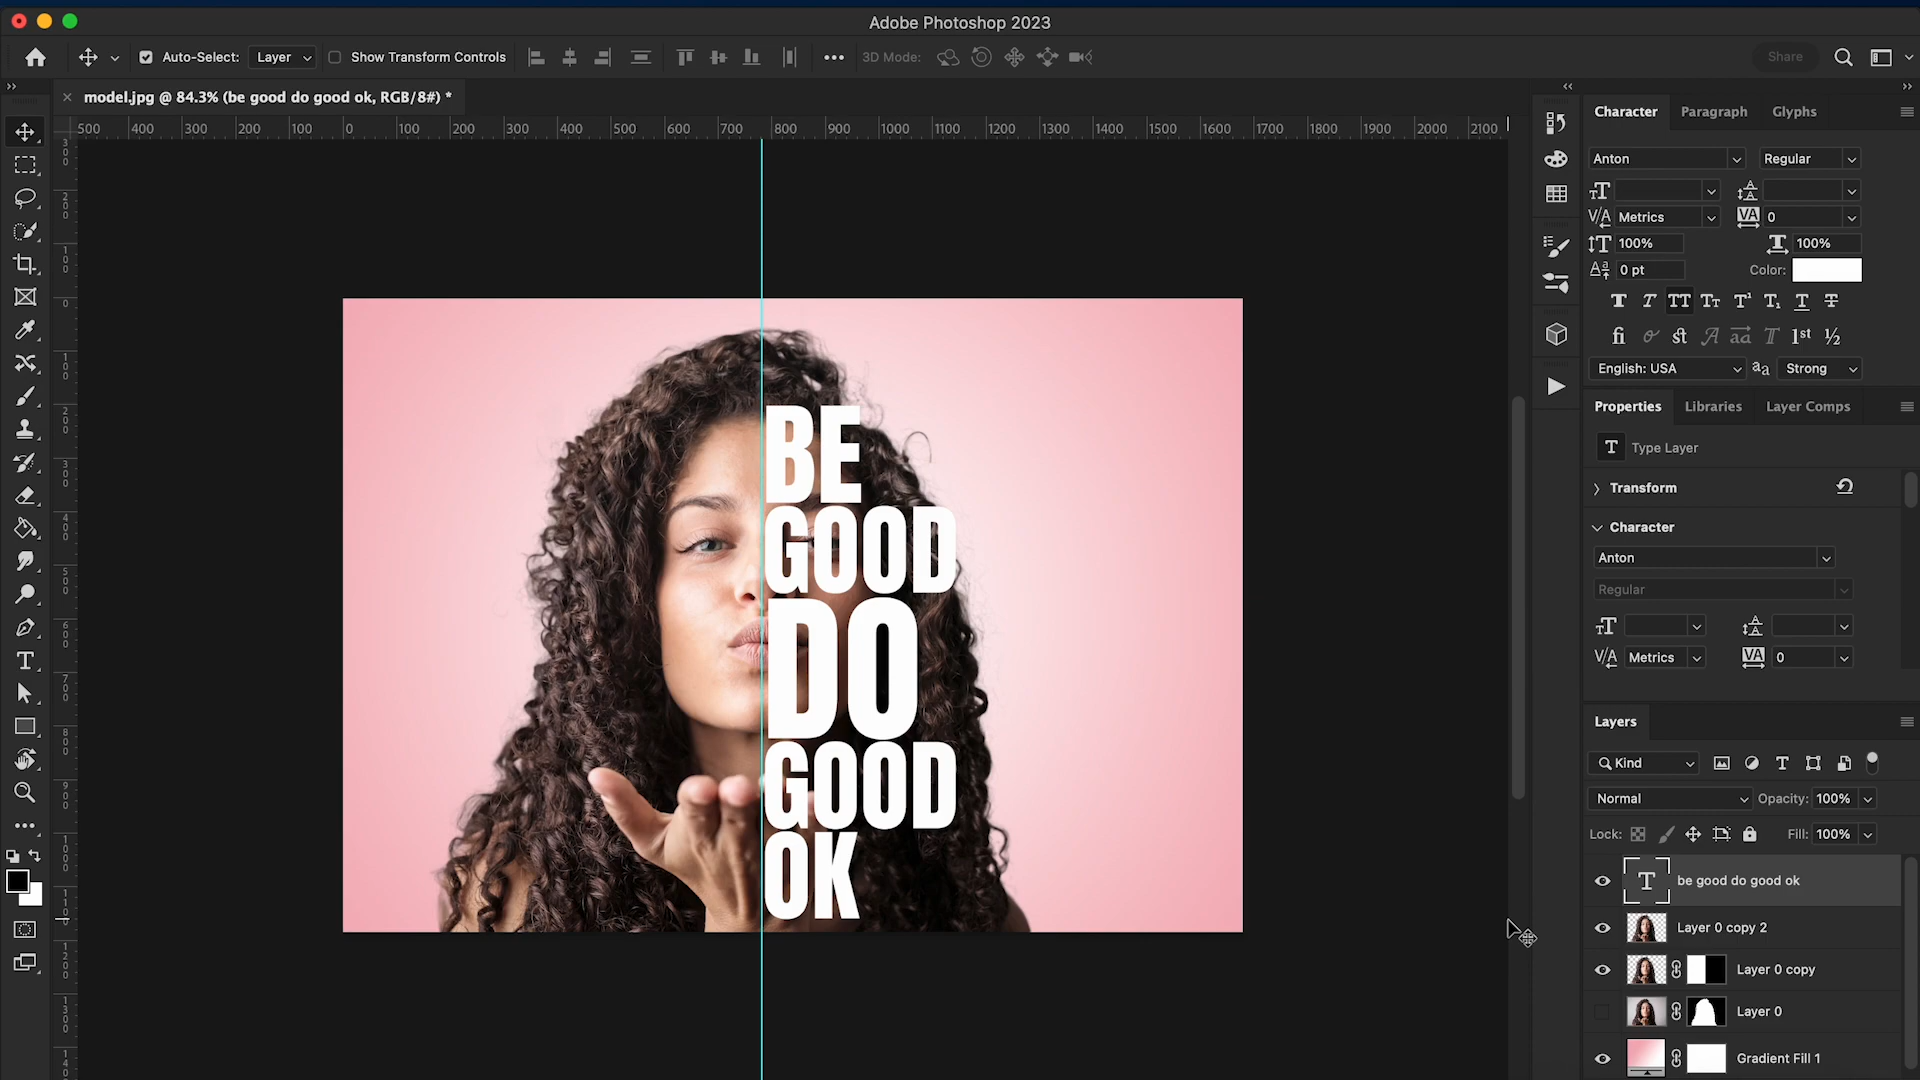 Adobe Photoshop 2023
Auto-Select: Layer Show Transform Controls 3D Mode: Share
model.jpg @ 84.3% (be good do good ok, RGB/8#) *
500 400 300 200 100 0 100 200 300 400 500 600 700 800 900 1000 1100 1200 1300 1400 1500 1600 1700 1800 1900 2000 2100
BE
GOOD
DO
GOOD
OK
Character Paragraph Glyphs
Anton Regular
Metrics 0
100% 100%
0 pt Color:
English: USA Strong
Properties Libraries Layer Comps
Type Layer
Transform
Character
Anton
Regular
Metrics 0
Layers
Kind
Normal Opacity: 100%
Lock: Fill: 100%
be good do good ok
Layer 0 copy 2
Layer 0 copy
Layer 0
Gradient Fill 1